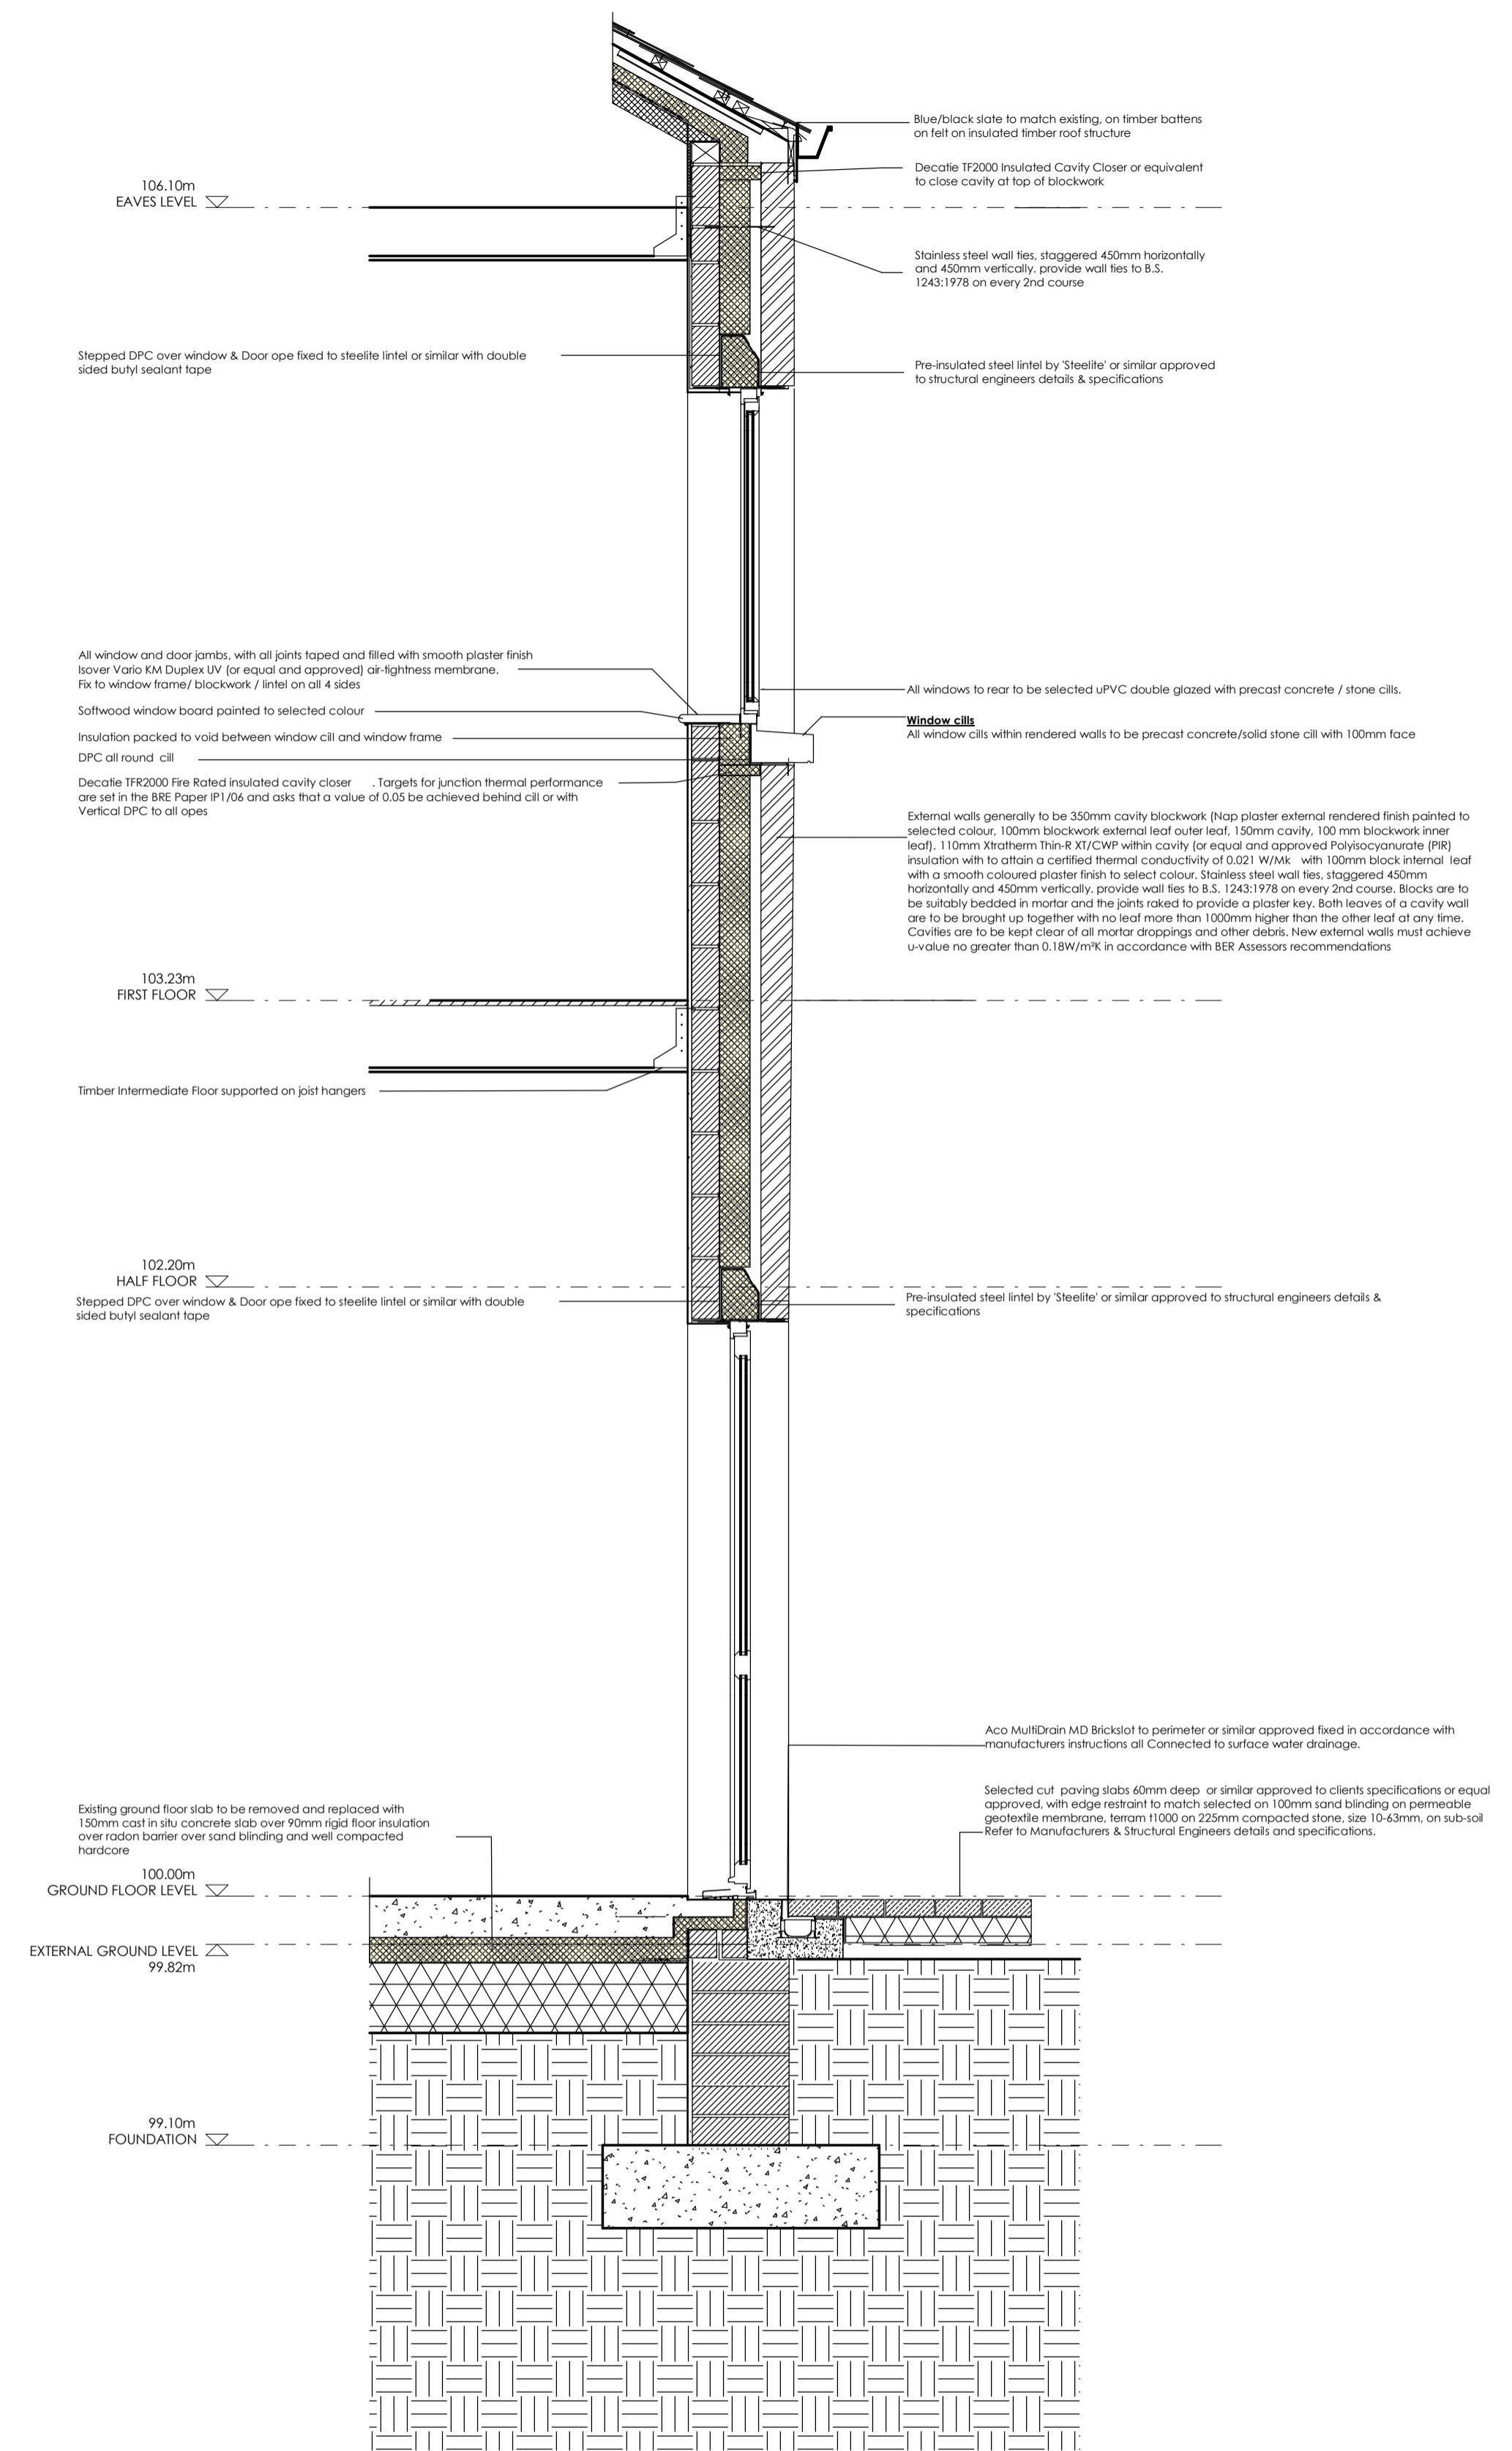 Blue/black slate to match existing, on timber battens
on felt on insulated timber roof structure
Decatie TF2000 Insulated Cavity Closer or equivalent
to close cavity at top of blockwork
106.10m
EAVES LEVEL
Stainless steel wall ties, staggered 450mm horizontally
and 450mm vertically. provide wall ties to B.S.
1243:1978 on every 2nd course
Stepped DPC over window & Door ope fixed to steelite lintel or similar with double
sided butyl sealant tape
Pre-insulated steel lintel by 'Steelite' or similar approved
to structural engineers details & specifications
All window and door jambs, with all joints taped and filled with smooth plaster finish
Isover Vario KM Duplex UV (or equal and approved) air-tightness membrane.
Fix to window frame/ blockwork / lintel on all 4 sides
Softwood window board painted to selected colour
Insulation packed to void between window cill and window frame
DPC all round cill
Decatie TFR2000 Fire Rated insulated cavity closer . Targets for junction thermal performance
are set in the BRE Paper IP1/06 and asks that a value of 0.05 be achieved behind cill or with
Vertical DPC to all opes
All windows to rear to be selected uPVC double glazed with precast concrete / stone cills.
Window cills
All window cills within rendered walls to be precast concrete/solid stone cill with 100mm face
External walls generally to be 350mm cavity blockwork (Nap plaster external rendered finish painted to
selected colour, 100mm blockwork external leaf outer leaf, 150mm cavity, 100 mm blockwork inner
leaf). 110mm Xtratherm Thin-R XT/CWP within cavity (or equal and approved Polyisocyanurate (PIR)
insulation with to attain a certified thermal conductivity of 0.021 W/Mk with 100mm block internal leaf
with a smooth coloured plaster finish to select colour. Stainless steel wall ties, staggered 450mm
horizontally and 450mm vertically. provide wall ties to B.S. 1243:1978 on every 2nd course. Blocks are to
be suitably bedded in mortar and the joints raked to provide a plaster key. Both leaves of a cavity wall
are to be brought up together with no leaf more than 1000mm higher than the other leaf at any time.
Cavities are to be kept clear of all mortar droppings and other debris. New external walls must achieve
u-value no greater than 0.18W/m²K in accordance with BER Assessors recommendations
103.23m
FIRST FLOOR
Timber Intermediate Floor supported on joist hangers
102.20m
HALF FLOOR
Stepped DPC over window & Door ope fixed to steelite lintel or similar with double
sided butyl sealant tape
Pre-insulated steel lintel by 'Steelite' or similar approved to structural engineers details &
specifications
Aco MultiDrain MD Brickslot to perimeter or similar approved fixed in accordance with
manufacturers instructions all Connected to surface water drainage.
Selected cut paving slabs 60mm deep or similar approved to clients specifications or equal
approved, with edge restraint to match selected on 100mm sand blinding on permeable
geotextile membrane, terram t1000 on 225mm compacted stone, size 10-63mm, on sub-soil
Refer to Manufacturers & Structural Engineers details and specifications.
Existing ground floor slab to be removed and replaced with
150mm cast in situ concrete slab over 90mm rigid floor insulation
over radon barrier over sand blinding and well compacted
hardcore
100.00m
GROUND FLOOR LEVEL
EXTERNAL GROUND LEVEL
99.82m
99.10m
FOUNDATION